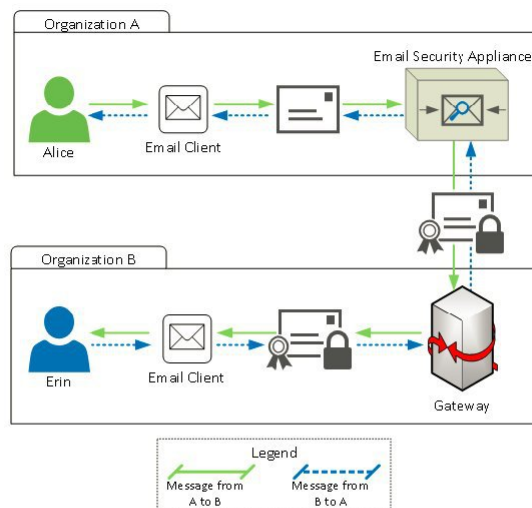 Organization A
Email Security Appliance
Alice
Email Client
Organization B
Erin
Email Client
Gateway
Legend
Message from
A to B
Message from
B to A